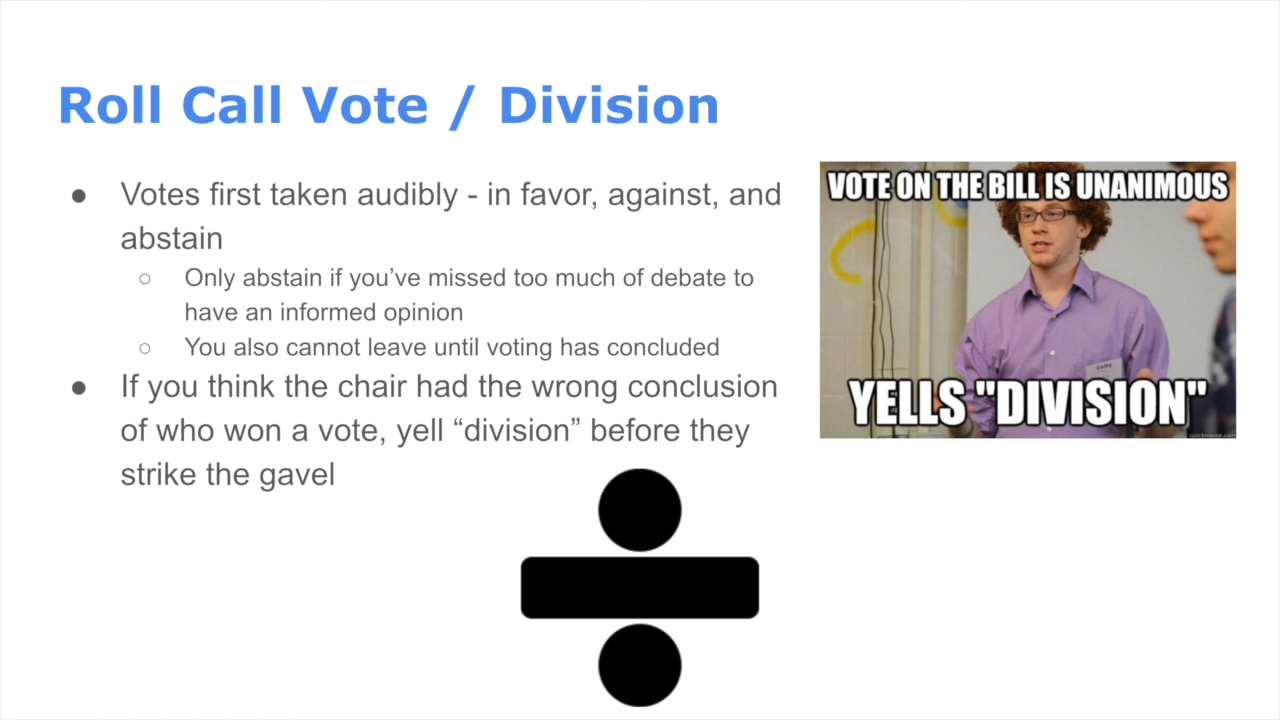 Roll Call Vote / Division
● Votes first taken audibly - in favor, against, and
abstain
○ Only abstain if you’ve missed too much of debate to
have an informed opinion
○ You also cannot leave until voting has concluded
● If you think the chair had the wrong conclusion
of who won a vote, yell “division” before they
strike the gavel
VOTE ON THE BILL IS UNANIMOUS
Colby
YELLS "DIVISION"
quickmeme.com